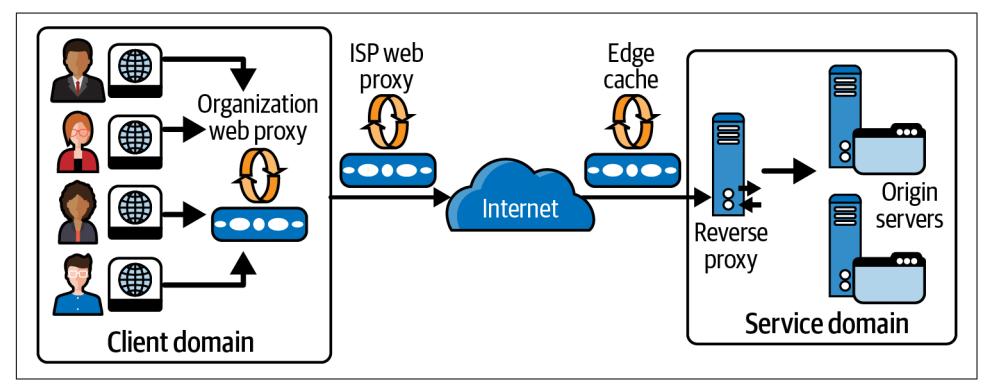 Organization
web proxy
Client domain
ISP web
proxy
Internet
Edge
cache
Reverse
proxy
Origin
servers
Service domain